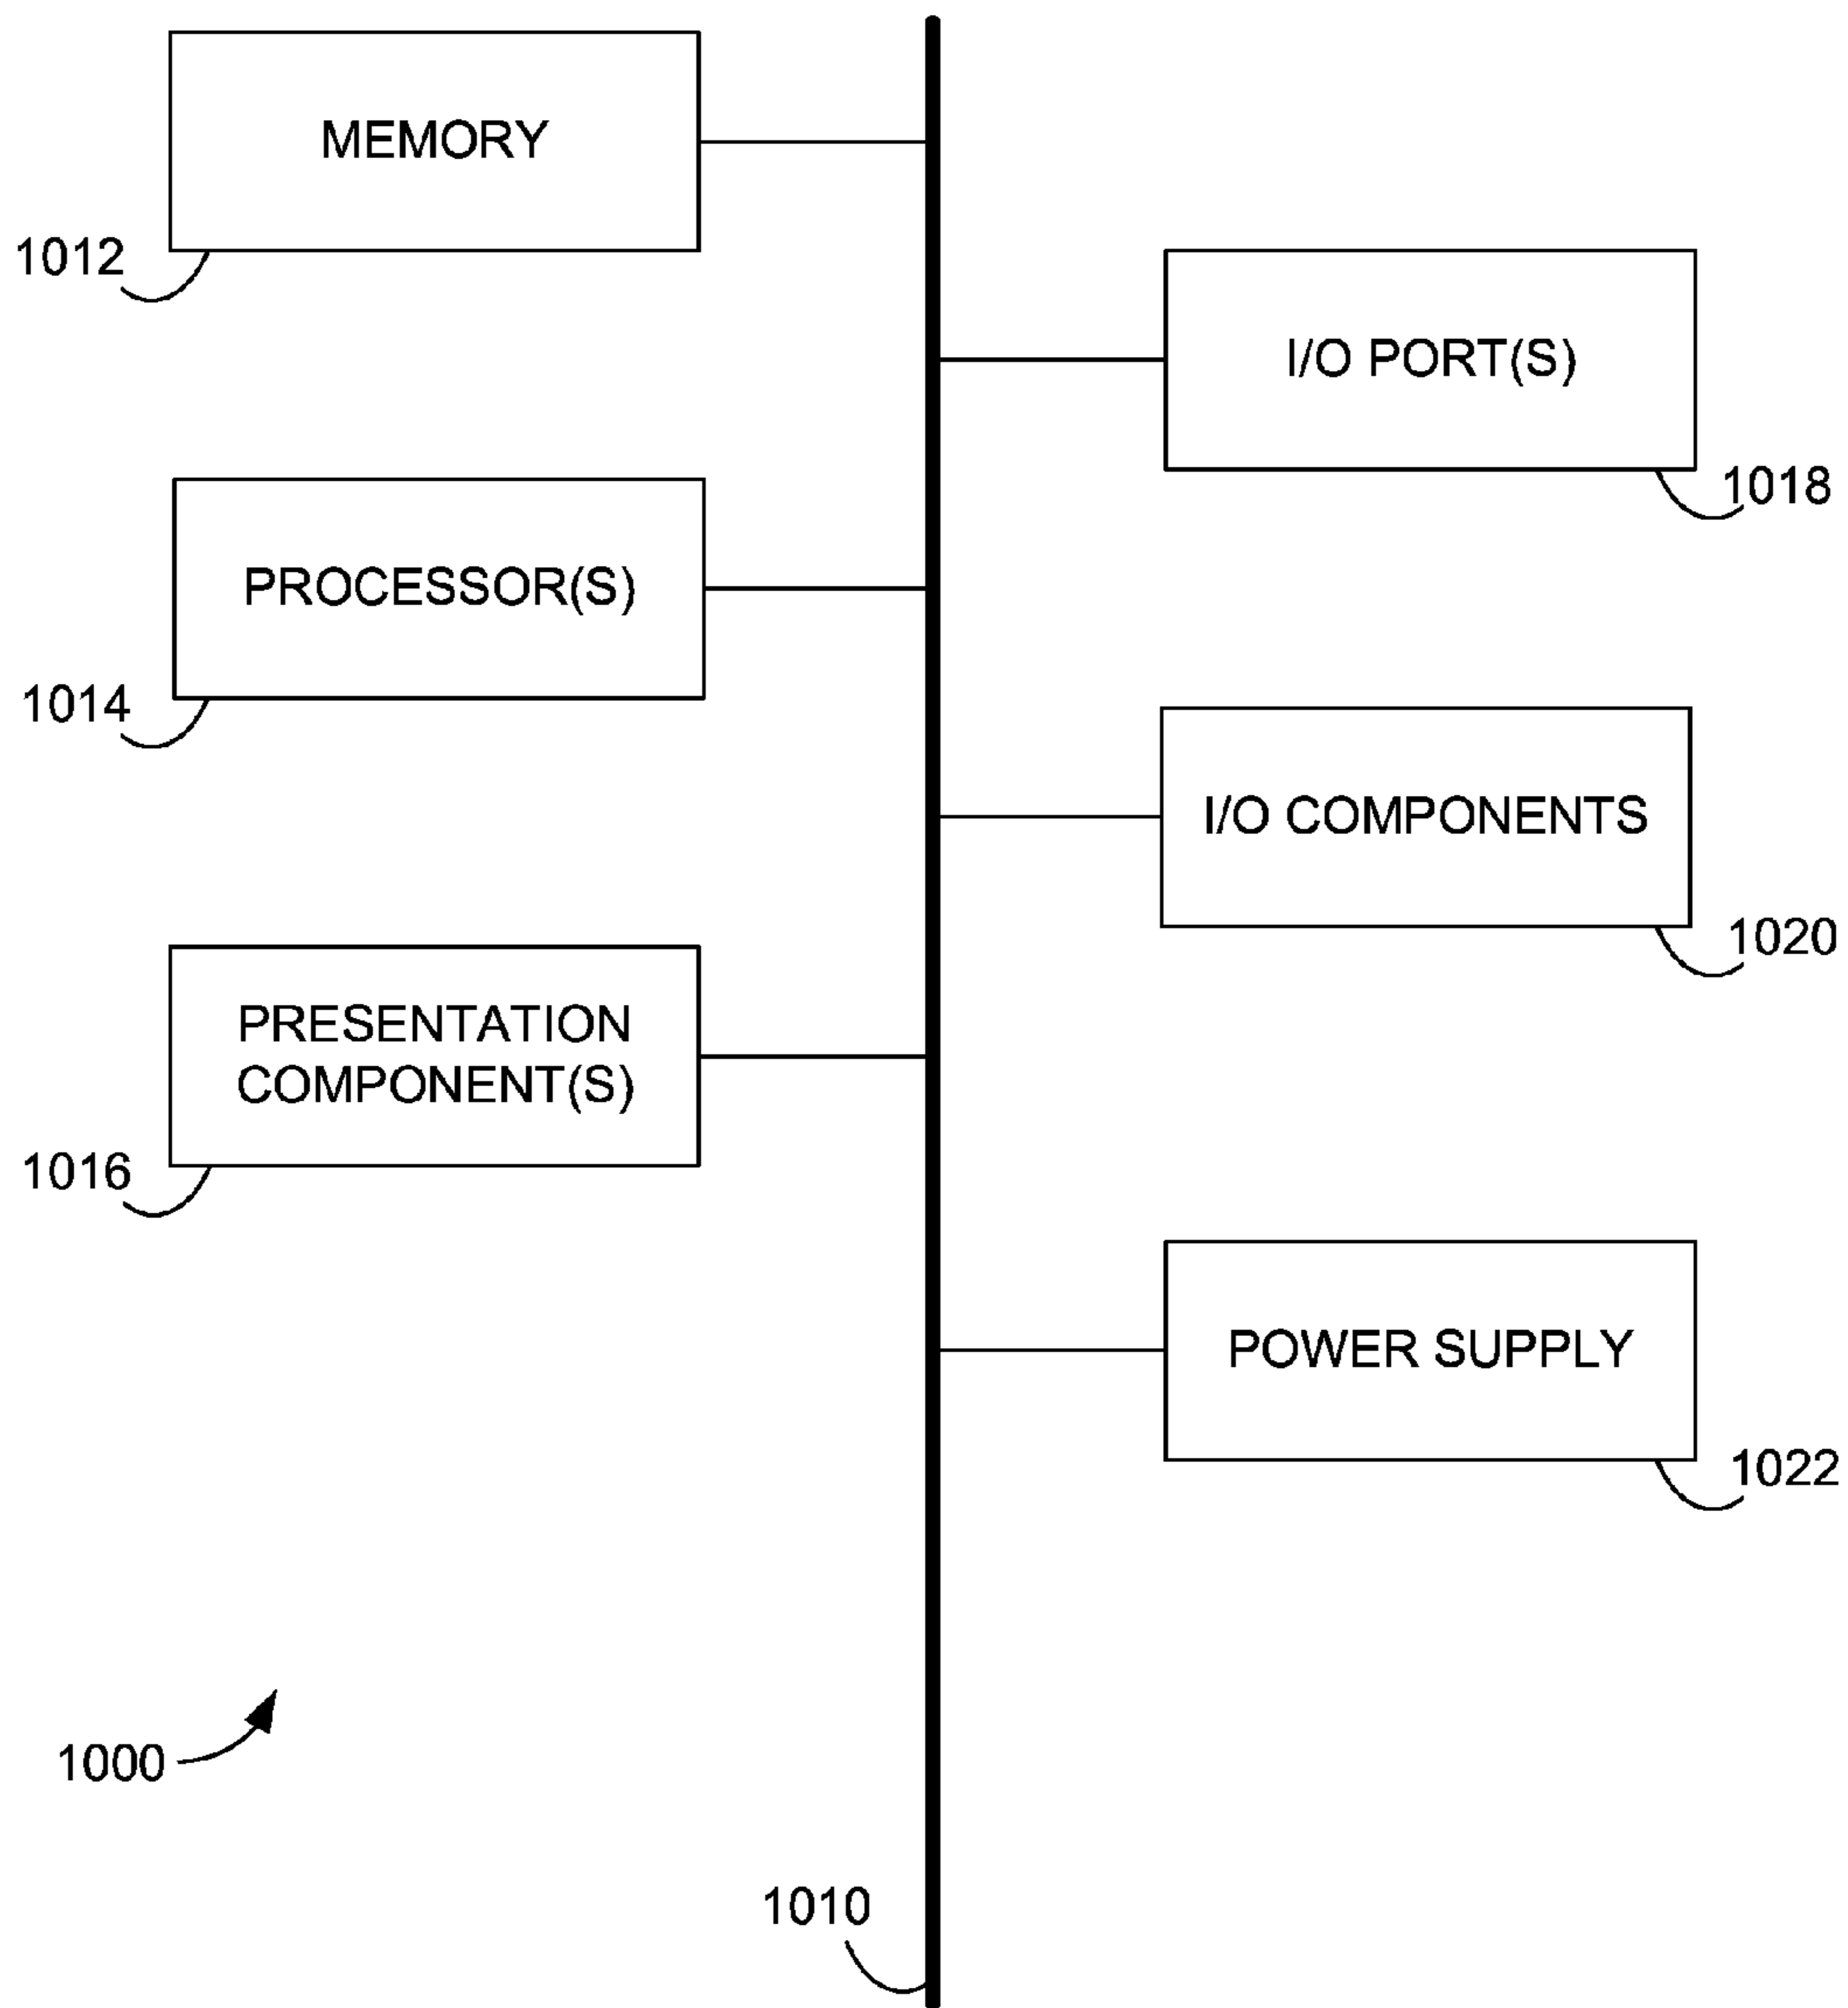 MEMORY
1012
I/O PORT(S)
1018
PROCESSOR(S)
1014
I/O COMPONENTS
1020
PRESENTATION
COMPONENT(S)
1016
POWER SUPPLY
1022
1000
1010